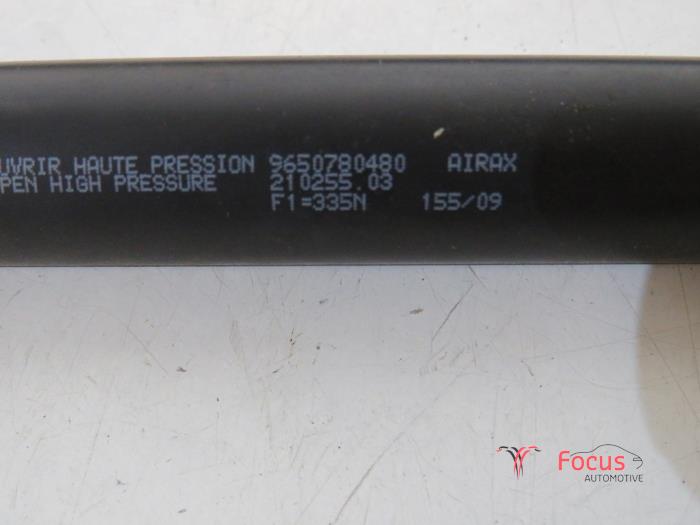 UVRIR HAUTE PRESSION 9650780480 AIRAX
PEN HIGH PRESSURE 210255.03
F1=335N 155/09
Focus
AUTOMOTIVE